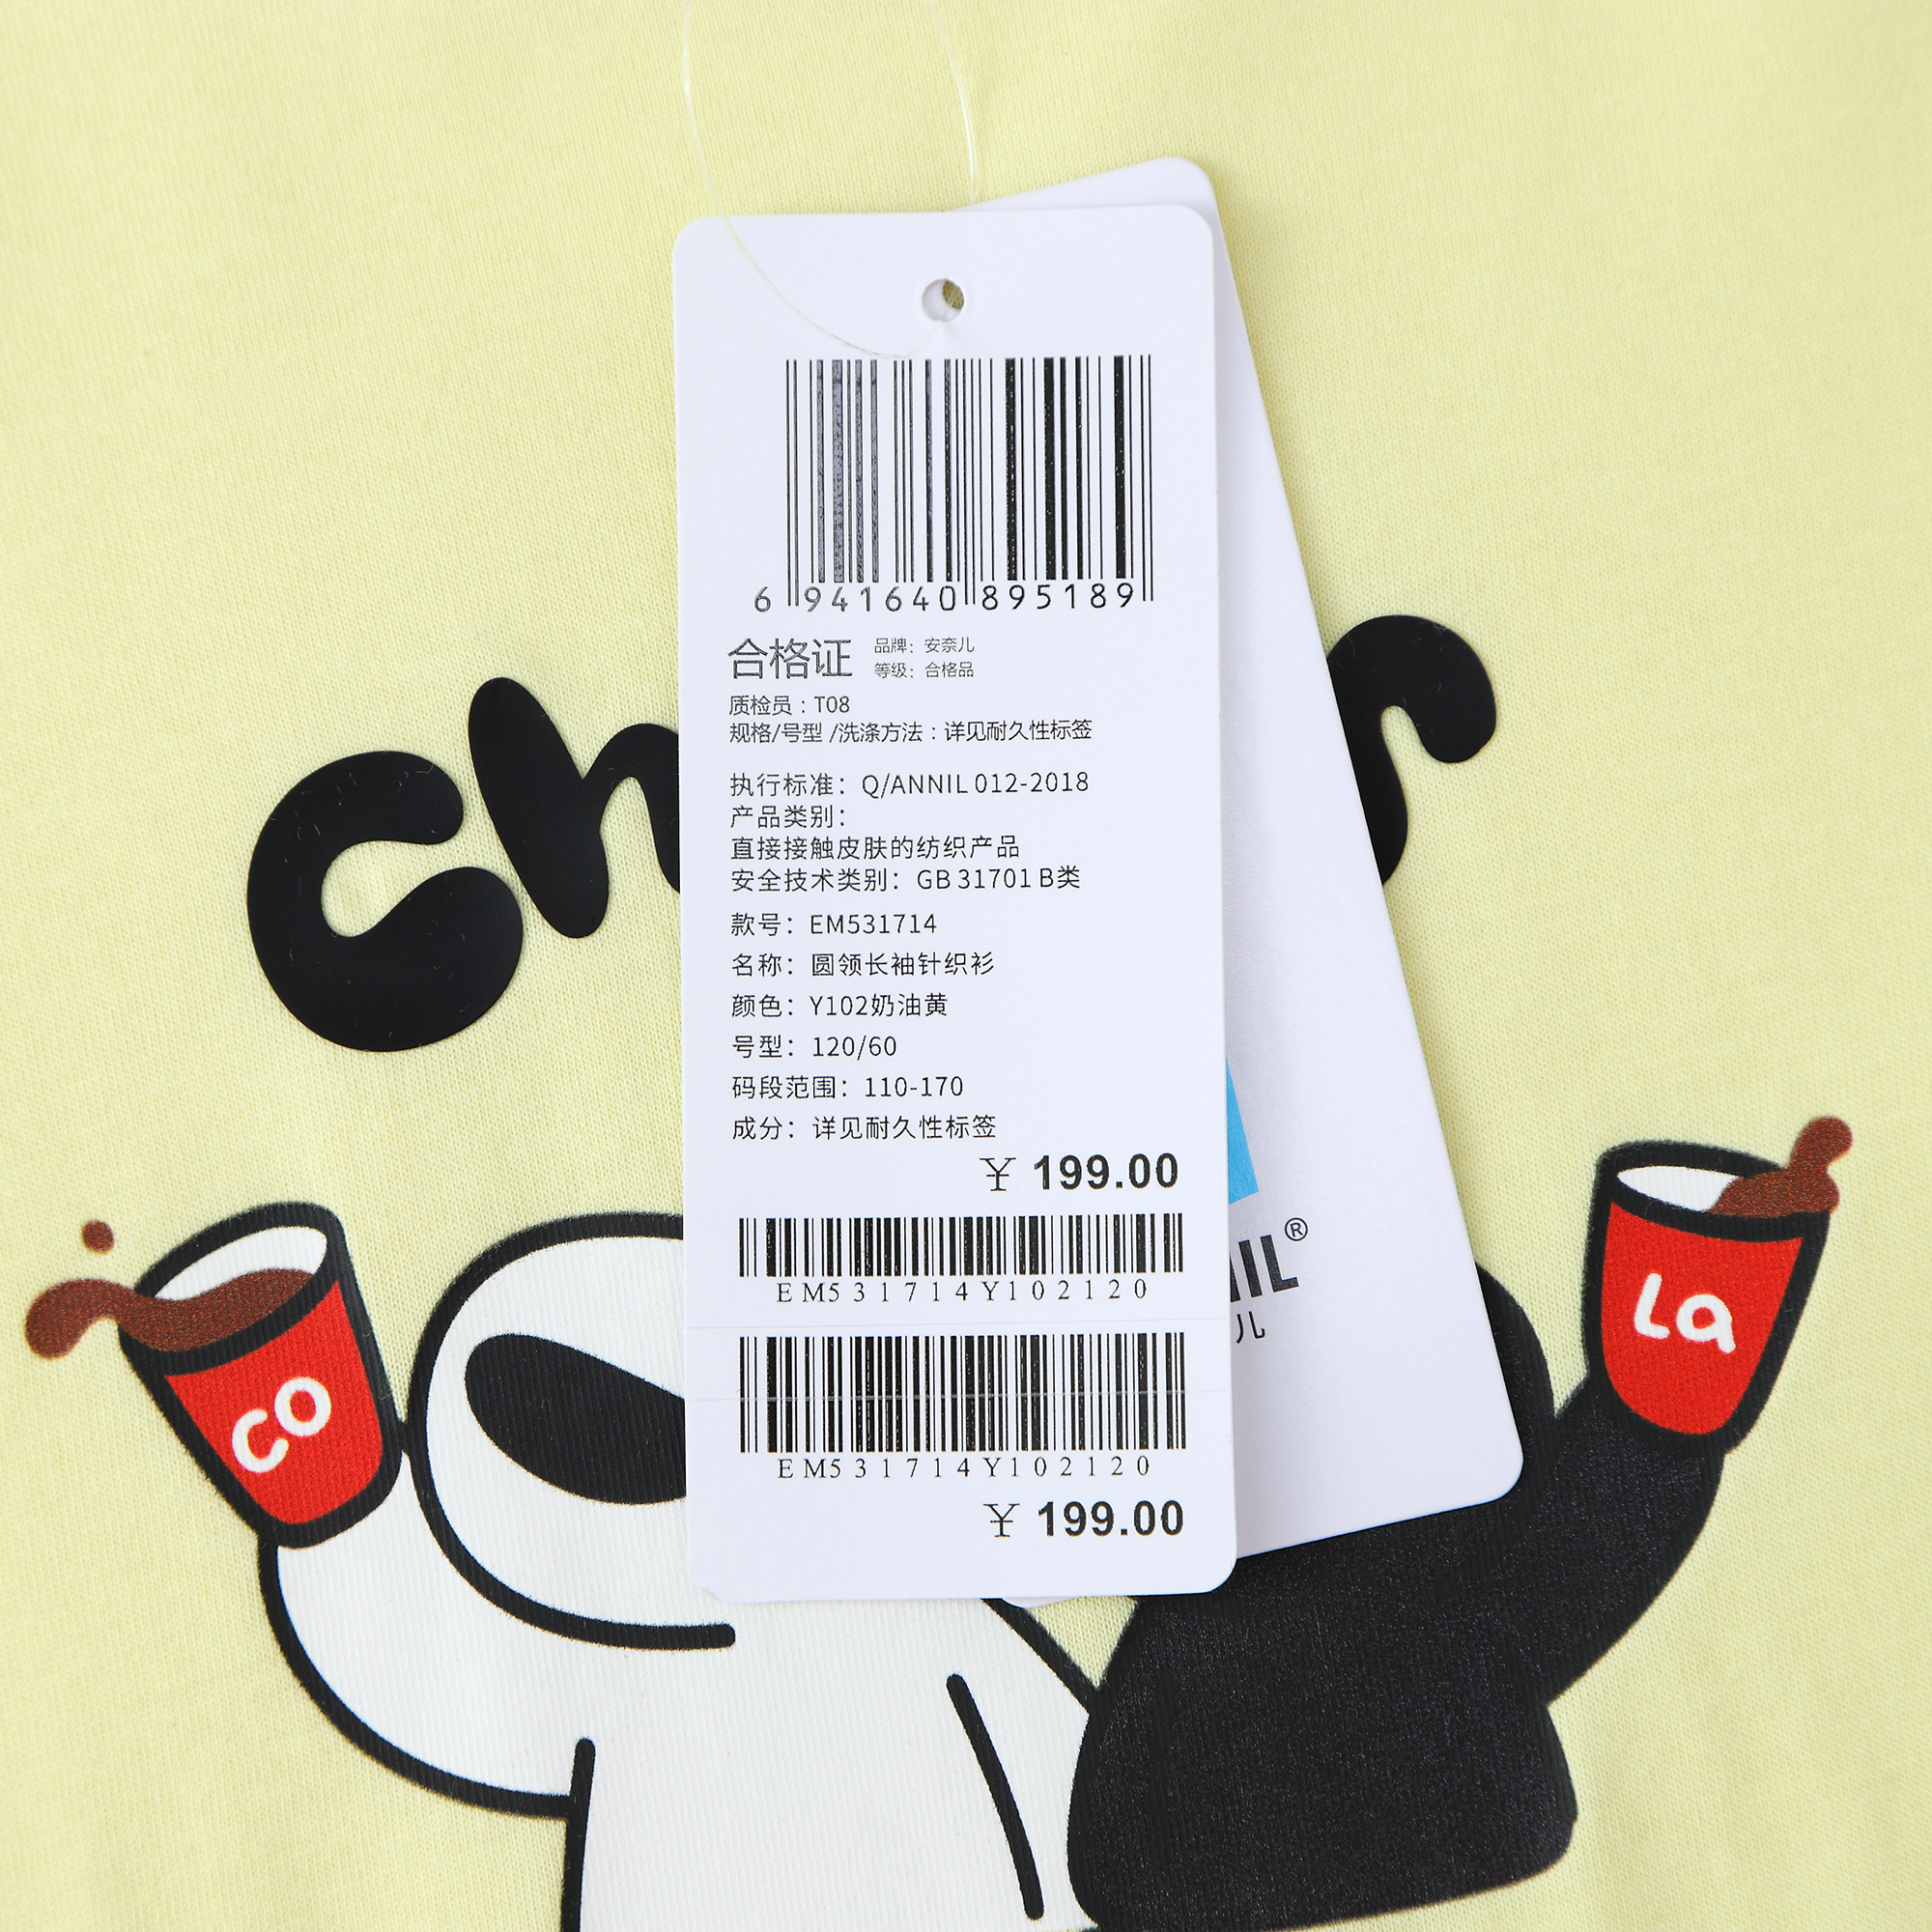 6 941640 895189
合格证
品牌：安奈儿
等级：合格品
质检员：T08
规格/号型 /洗涤方法：详见耐久性标签
执行标准：Q/ANNIL 012-2018
产品类别：
直接接触皮肤的纺织产品
安全技术类别：GB 31701 B类
款号：EM531714
名称：圆领长袖针织衫
颜色：Y102奶油黄
号型：120/60
码段范围：110-170
成分：详见耐久性标签
¥ 199.00
EM531714Y102120
EM531714Y102120
¥ 199.00
IL®
儿
ch
s
co
La